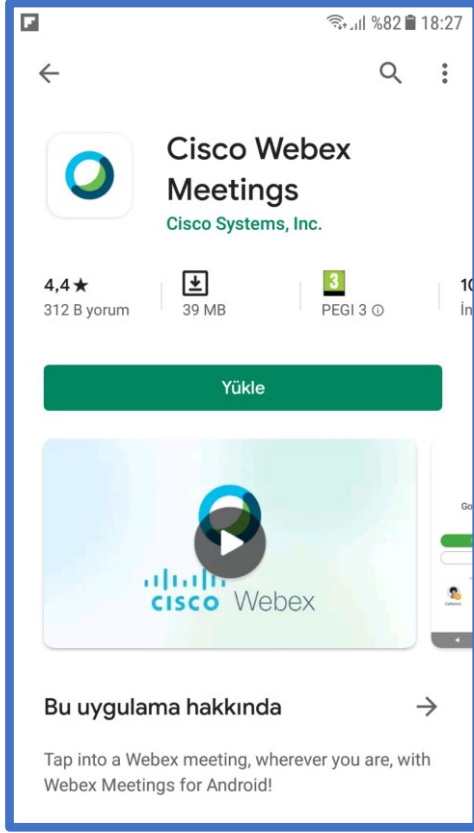 %82 18:27
Cisco Webex
Meetings
Cisco Systems, Inc.
4,4★
312 B yorum
39 MB
3
PEGI 3
Yükle
CISCO Webex
Bu uygulama hakkında
Tap into a Webex meeting, wherever you are, with
Webex Meetings for Android!